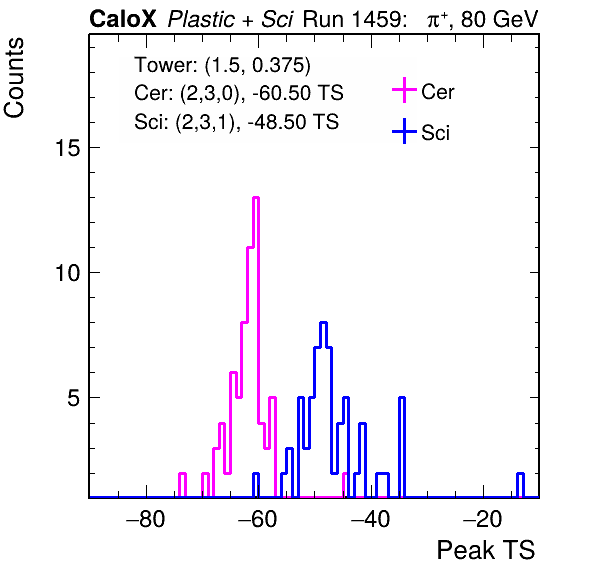 CaloX Plastic + Sci Run 1459: π⁺, 80 GeV
Counts
Tower: (1.5, 0.375)
Cer: (2,3,0), -60.50 TS
Sci: (2,3,1), -48.50 TS
Cer
Sci
15
10
5
−80 −60 −40 −20
Peak TS